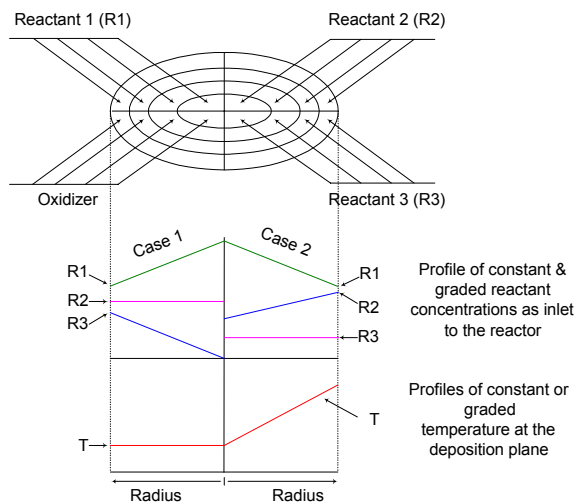 Reactant 1 (R1)
Reactant 2 (R2)
Oxidizer
Reactant 3 (R3)
Case 1
Case 2
R1
R2
R3
R1
R2
R3
Profile of constant &
graded reactant
concentrations as inlet
to the reactor
T
T
Profiles of constant or
graded
temperature at the
deposition plane
Radius
Radius